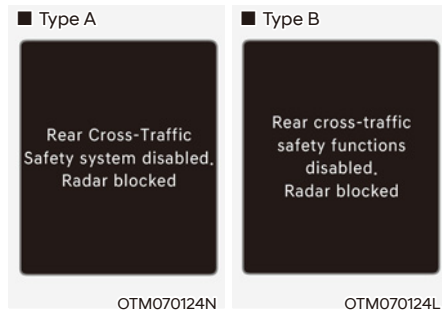 ■ Type A
Rear Cross-Traffic
Safety system disabled.
Radar blocked
OTM070124N
■ Type B
Rear cross-traffic
safety functions
disabled.
Radar blocked
OTM070124L